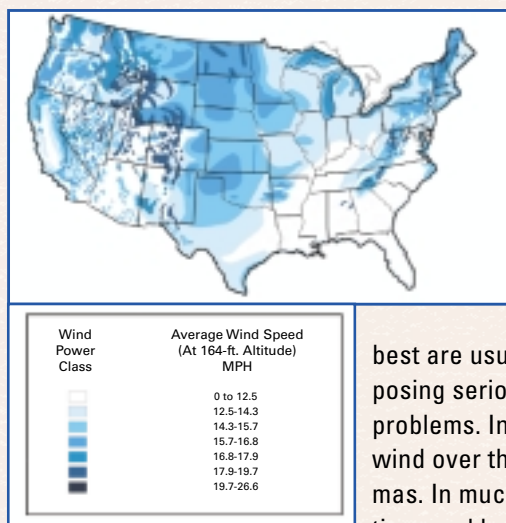 Wind
Power
Class
Average Wind Speed
(At 164-ft. Altitude)
MPH
0 to 12.5
12.5-14.3
14.3-15.7
15.7-16.8
16.8-17.9
17.9-19.7
19.7-26.6
best are usu
posing serio
problems. In
wind over th
mas. In muc